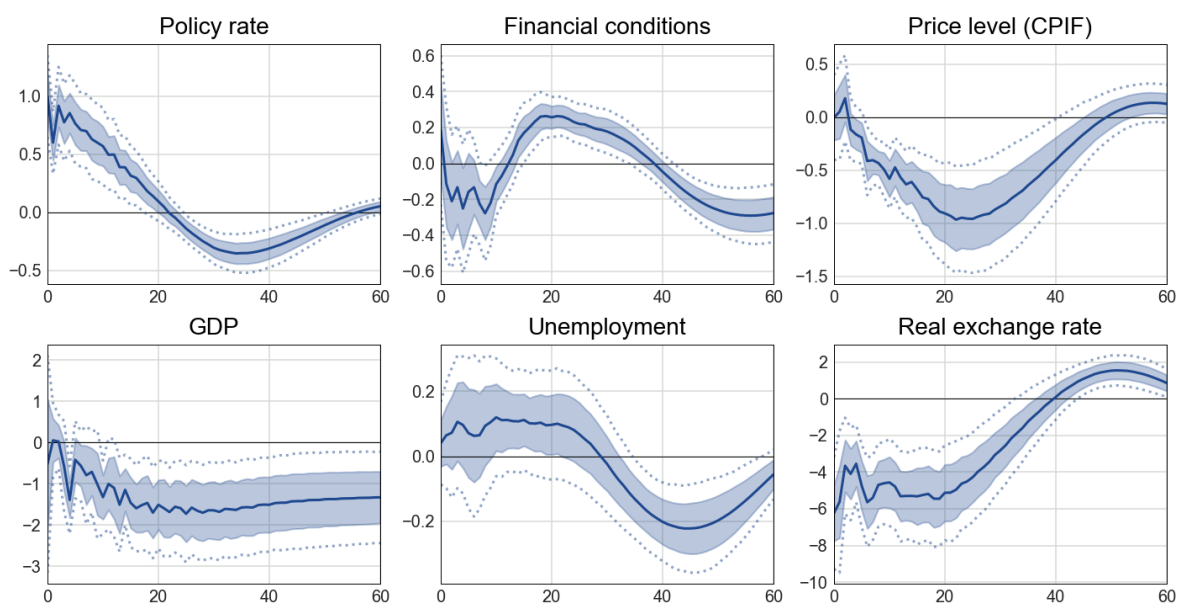 Policy rate
1.0
0.5
0.0
−0.5
0 20 40 60
Financial conditions
0.6
0.4
0.2
0.0
−0.2
−0.4
−0.6
0 20 40 60
Price level (CPIF)
0.5
0.0
−0.5
−1.0
−1.5
0 20 40 60
GDP
2
1
0
−1
−2
−3
0 20 40 60
Unemployment
0.2
0.0
−0.2
0 20 40 60
Real exchange rate
2
0
−2
−4
−6
−8
−10
0 20 40 60